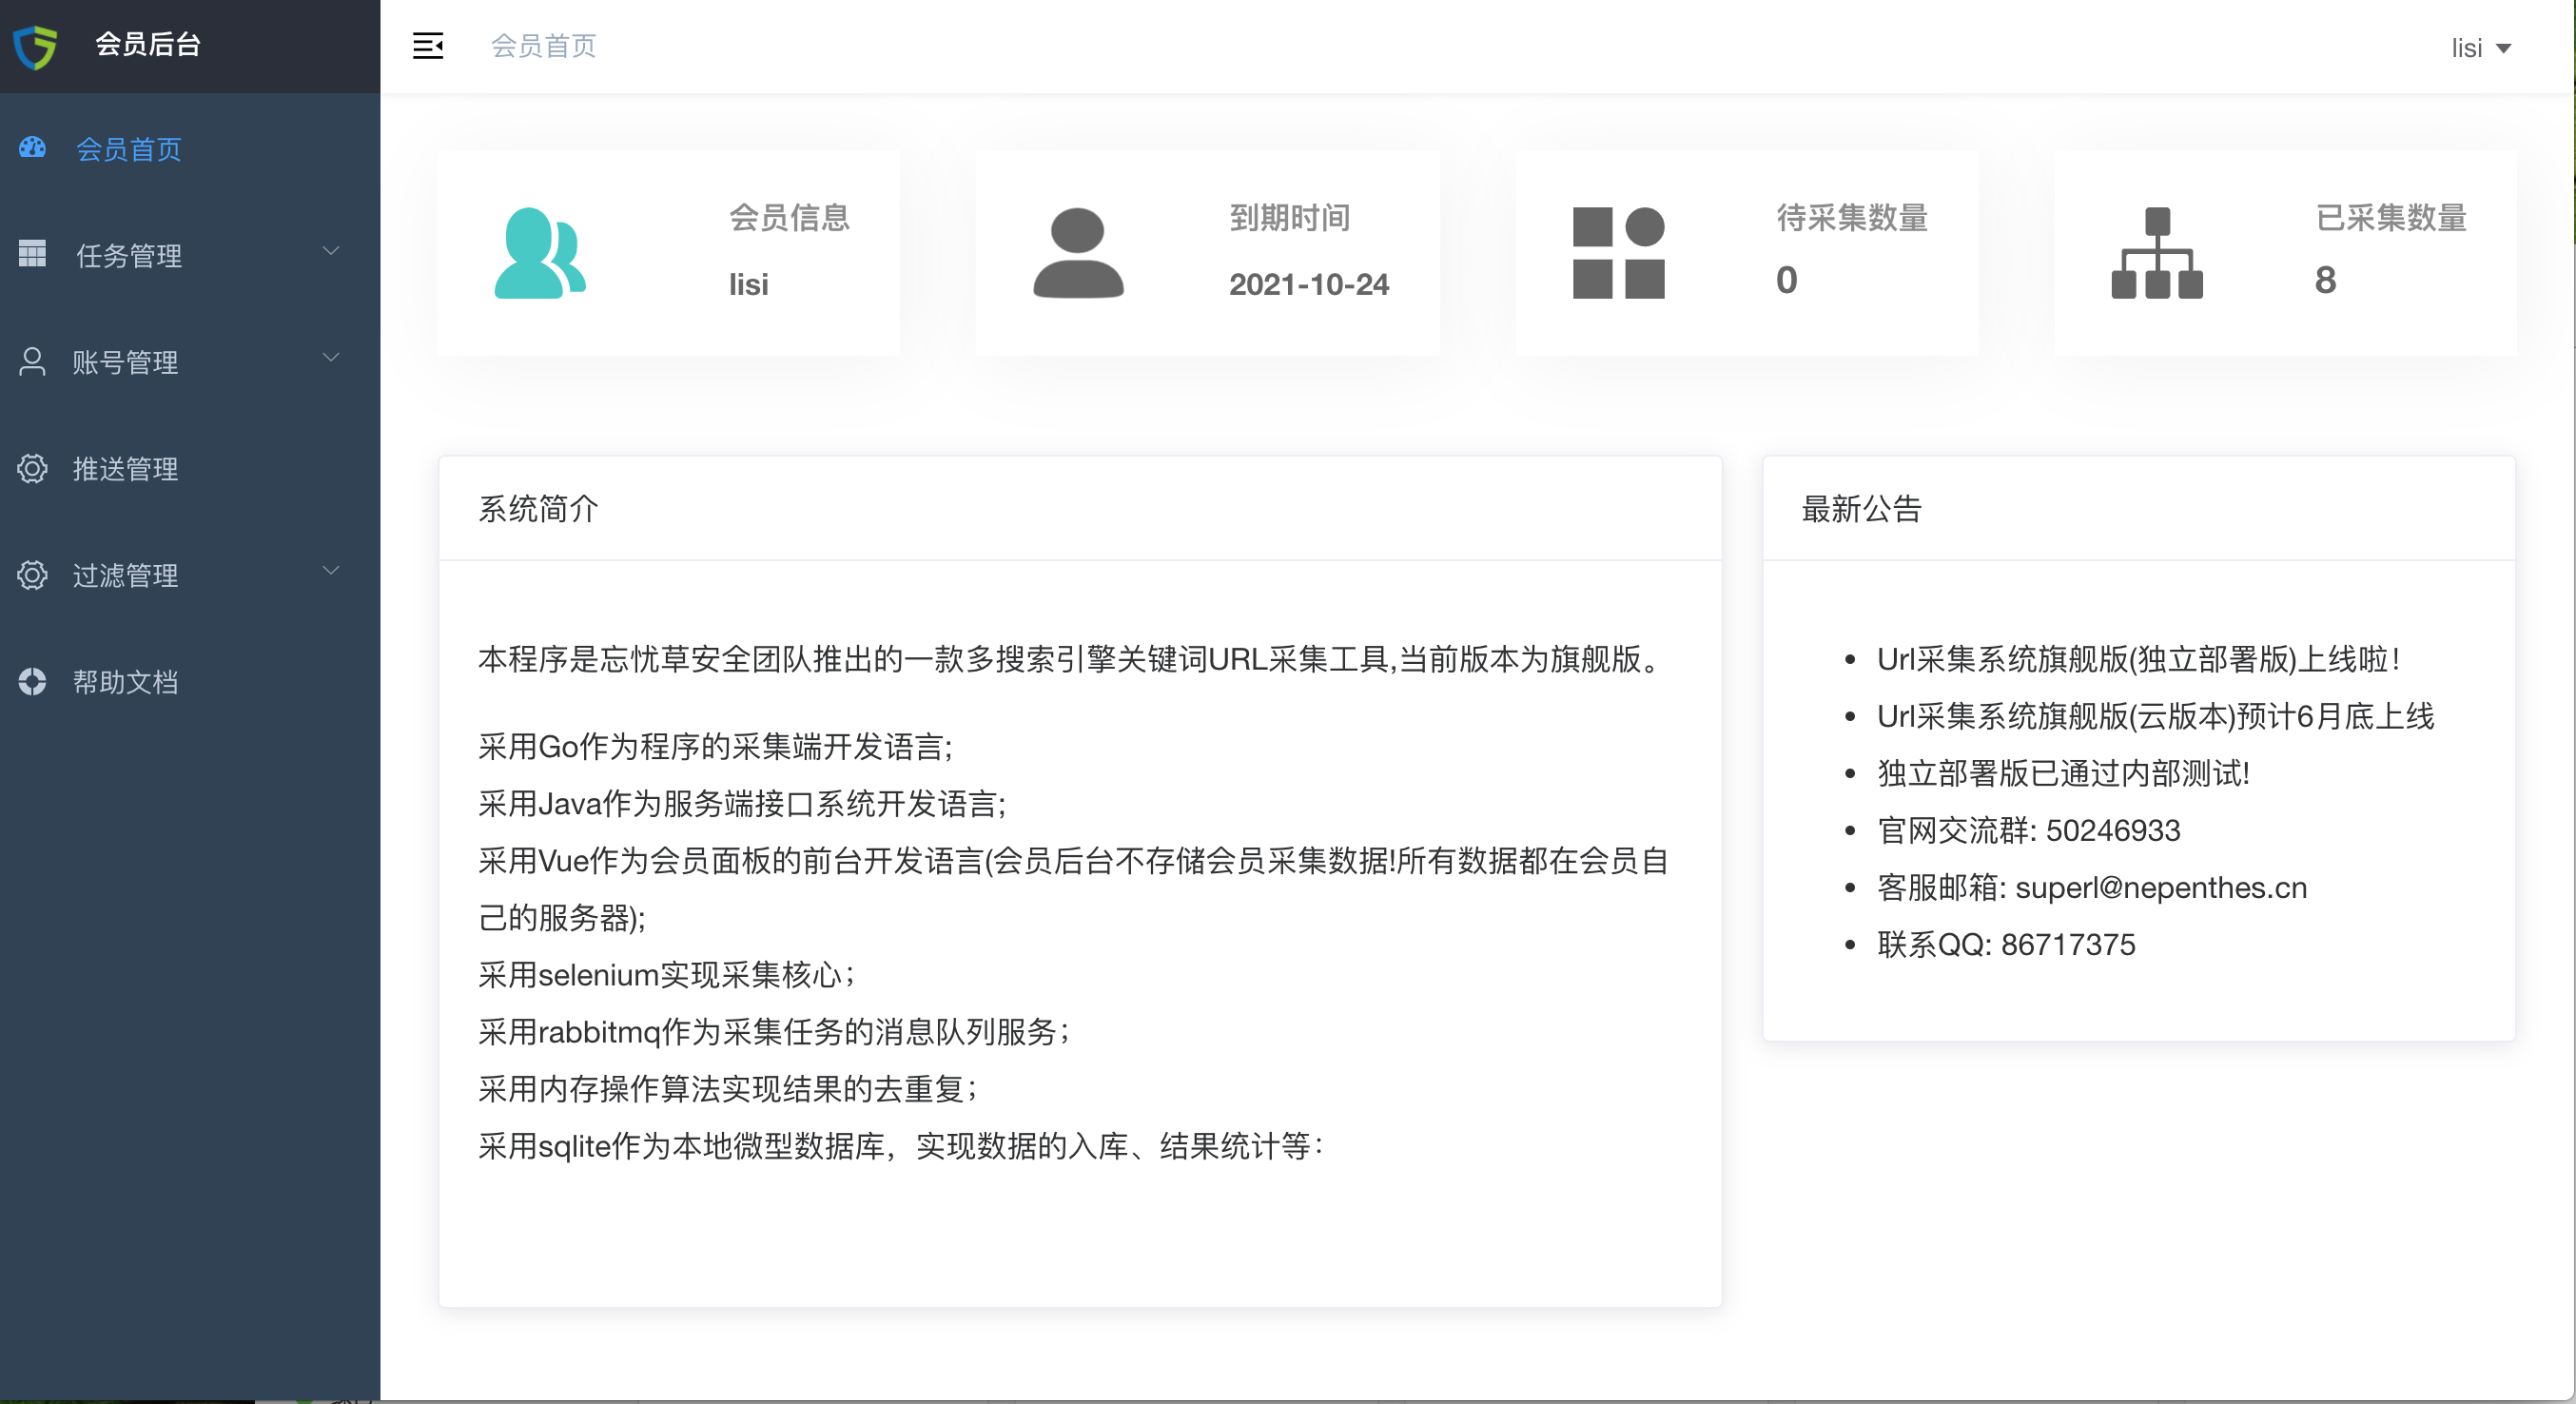 会员后台
会员首页
lisi
会员首页
任务管理
账号管理
推送管理
过滤管理
帮助文档
会员信息
lisi
到期时间
2021-10-24
待采集数量
0
已采集数量
8
系统简介
本程序是忘忧草安全团队推出的一款多搜索引擎关键词URL采集工具,当前版本为旗舰版。
采用Go作为程序的采集端开发语言;
采用Java作为服务端接口系统开发语言;
采用Vue作为会员面板的前台开发语言(会员后台不存储会员采集数据!所有数据都在会员自
己的服务器);
采用selenium实现采集核心；
采用rabbitmq作为采集任务的消息队列服务；
采用内存操作算法实现结果的去重复；
采用sqlite作为本地微型数据库，实现数据的入库、结果统计等：
最新公告
• Url采集系统旗舰版(独立部署版)上线啦！
• Url采集系统旗舰版(云版本)预计6月底上线
• 独立部署版已通过内部测试!
• 官网交流群: 50246933
• 客服邮箱: superl@nepenthes.cn
• 联系QQ: 86717375